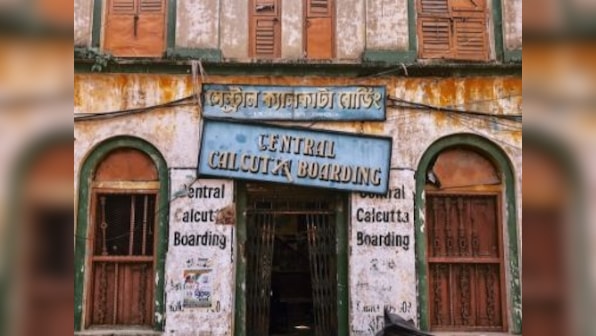 সেন্ট্রাল ক্যালকাটা বোর্ডিং
CENTRAL
CALCUTTA BOARDING
Central
Calcutta
Boarding
Central
Calcutta
Boarding